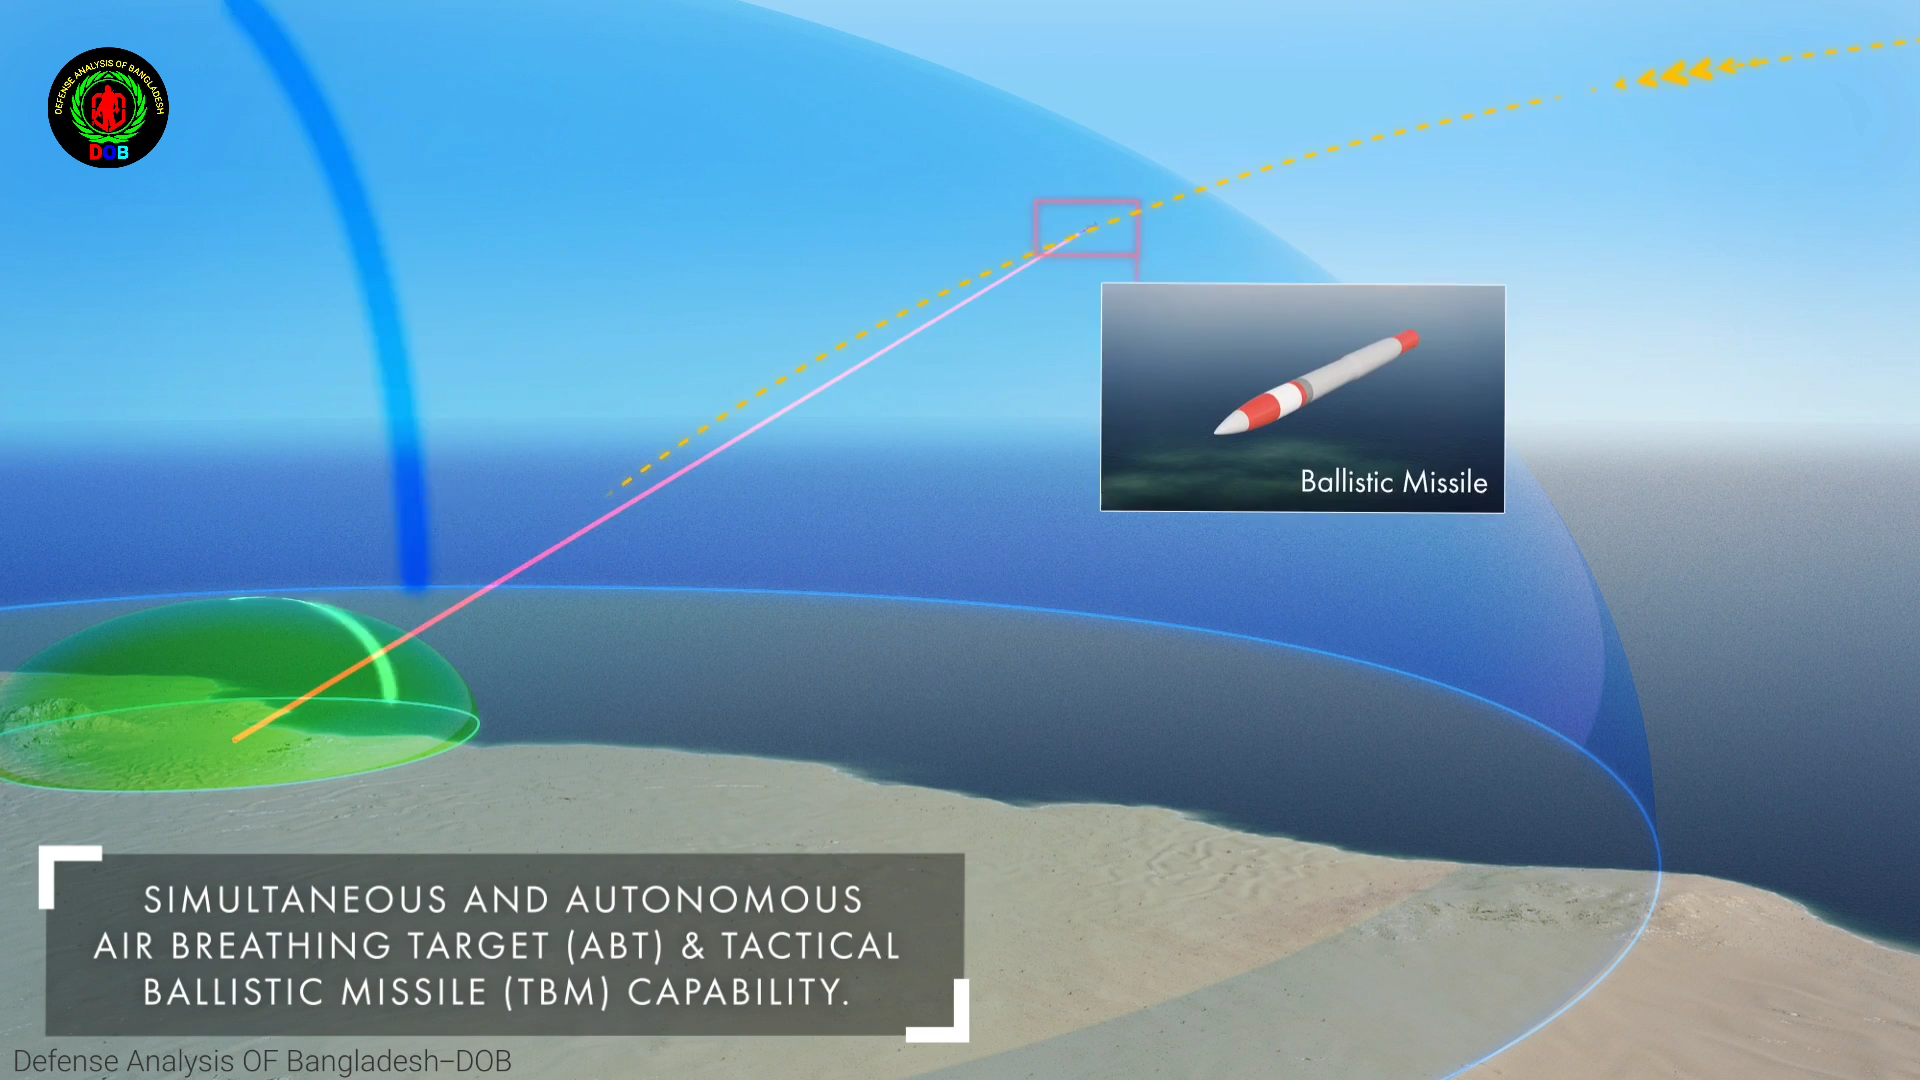 DEFENSE ANALYSIS OF BANGLADESH
DOB
Ballistic Missile
SIMULTANEOUS AND AUTONOMOUS
AIR BREATHING TARGET (ABT) & TACTICAL
BALLISTIC MISSILE (TBM) CAPABILITY.
Defense Analysis OF Bangladesh–DOB